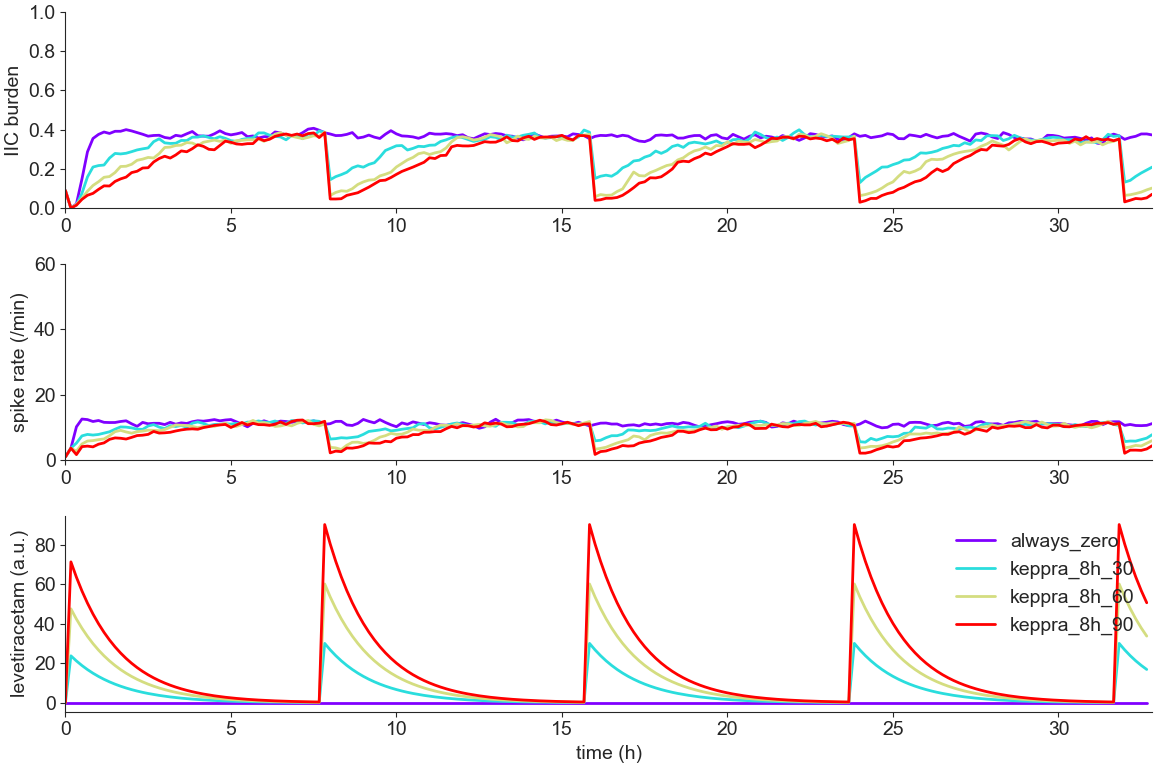 1.0
0.8
0.6
0.4
0.2
0.0
IIC burden
0 5 10 15 20 25 30
60
40
20
0
spike rate (/min)
0 5 10 15 20 25 30
80
60
40
20
0
levetiracetam (a.u.)
always_zero
keppra_8h_30
keppra_8h_60
keppra_8h_90
0 5 10 15 20 25 30
time (h)